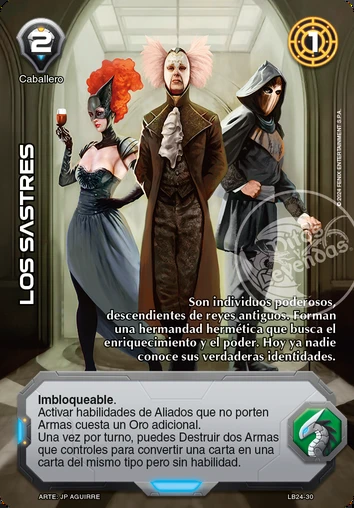 2
Caballero
1
© 2024 FENIX ENTERTAINMENT S.P.A.
LOS SASTRES
mitos y
leyendas
Son individuos poderosos,
descendientes de reyes antiguos. Forman
una hermandad hermética que busca el
enriquecimiento y el poder. Hoy ya nadie
conoce sus verdaderas identidades.
Imbloqueable.
Activar habilidades de Aliados que no porten
Armas cuesta un Oro adicional.
Una vez por turno, puedes Destruir dos Armas
que controles para convertir una carta en una
carta del mismo tipo pero sin habilidad.
ARTE: JP AGUIRRE
LB24-30